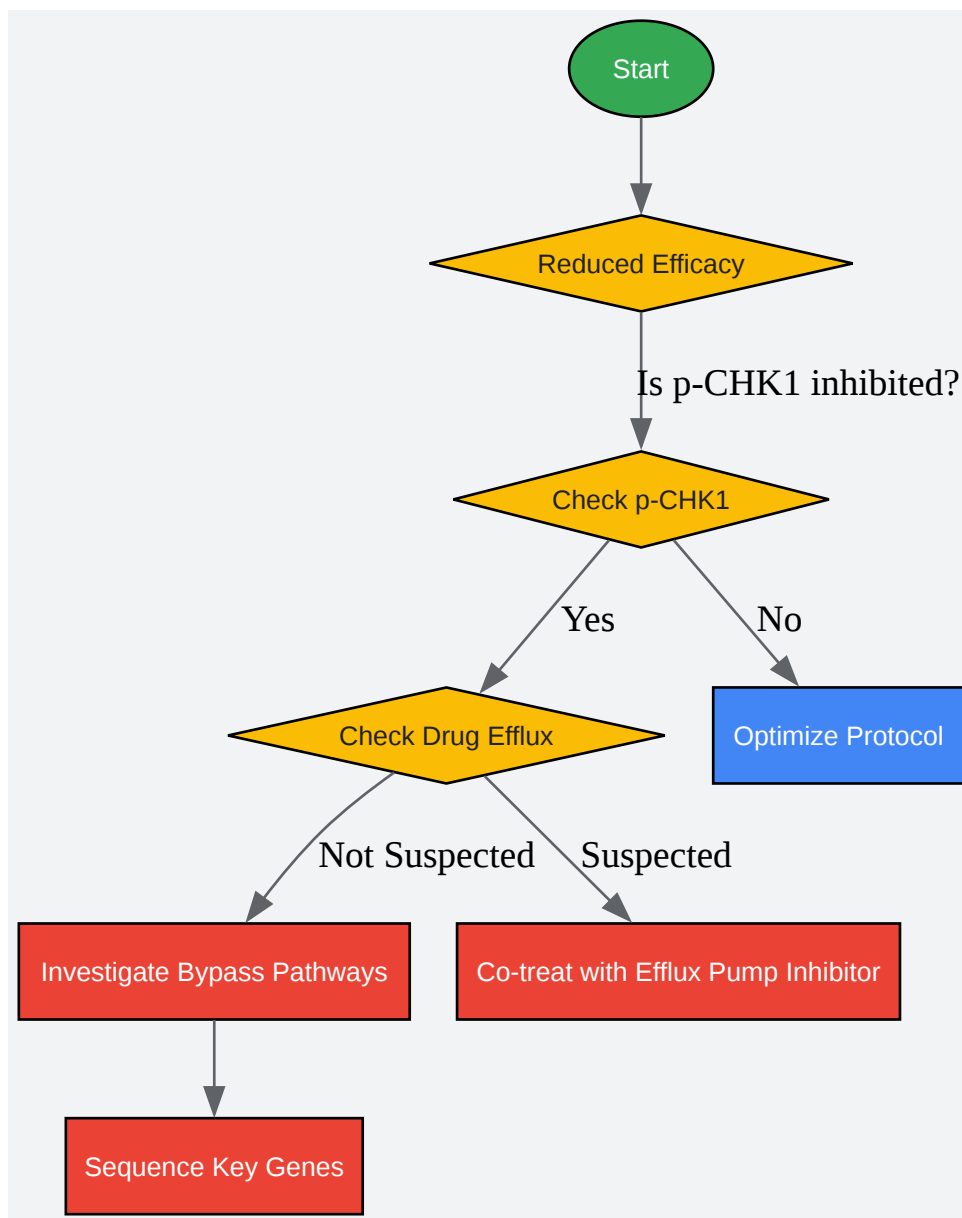 Start
Reduced Efficacy
Is p-CHK1 inhibited?
Check p-CHK1
Yes
No
Check Drug Efflux
Optimize Protocol
Not Suspected
Suspected
Investigate Bypass Pathways
Co-treat with Efflux Pump Inhibitor
Sequence Key Genes